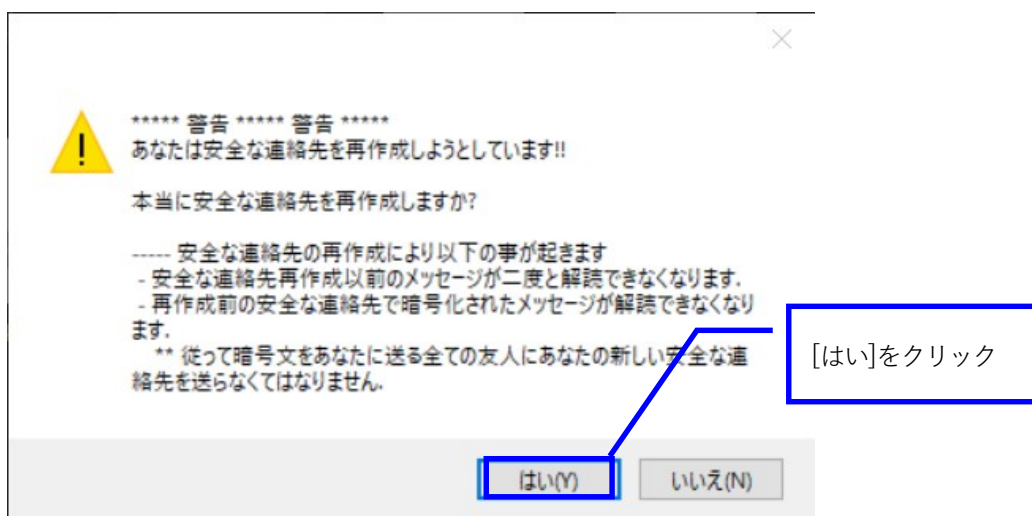 ***** 警告 ***** 警告 *****
あなたは安全な連絡先を再作成しようとしています!!
本当に安全な連絡先を再作成しますか?
----- 安全な連絡先の再作成により以下の事が起きます
- 安全な連絡先再作成以前のメッセージが二度と解読できなくなります.
- 再作成前の安全な連絡先で暗号化されたメッセージが解読できなくなり
ます.
** 従って暗号文をあなたに送る全ての友人にあなたの新しい安全な連
絡先を送らなくてはなりません.
[はい]をクリック
はい(Y)
いいえ(N)